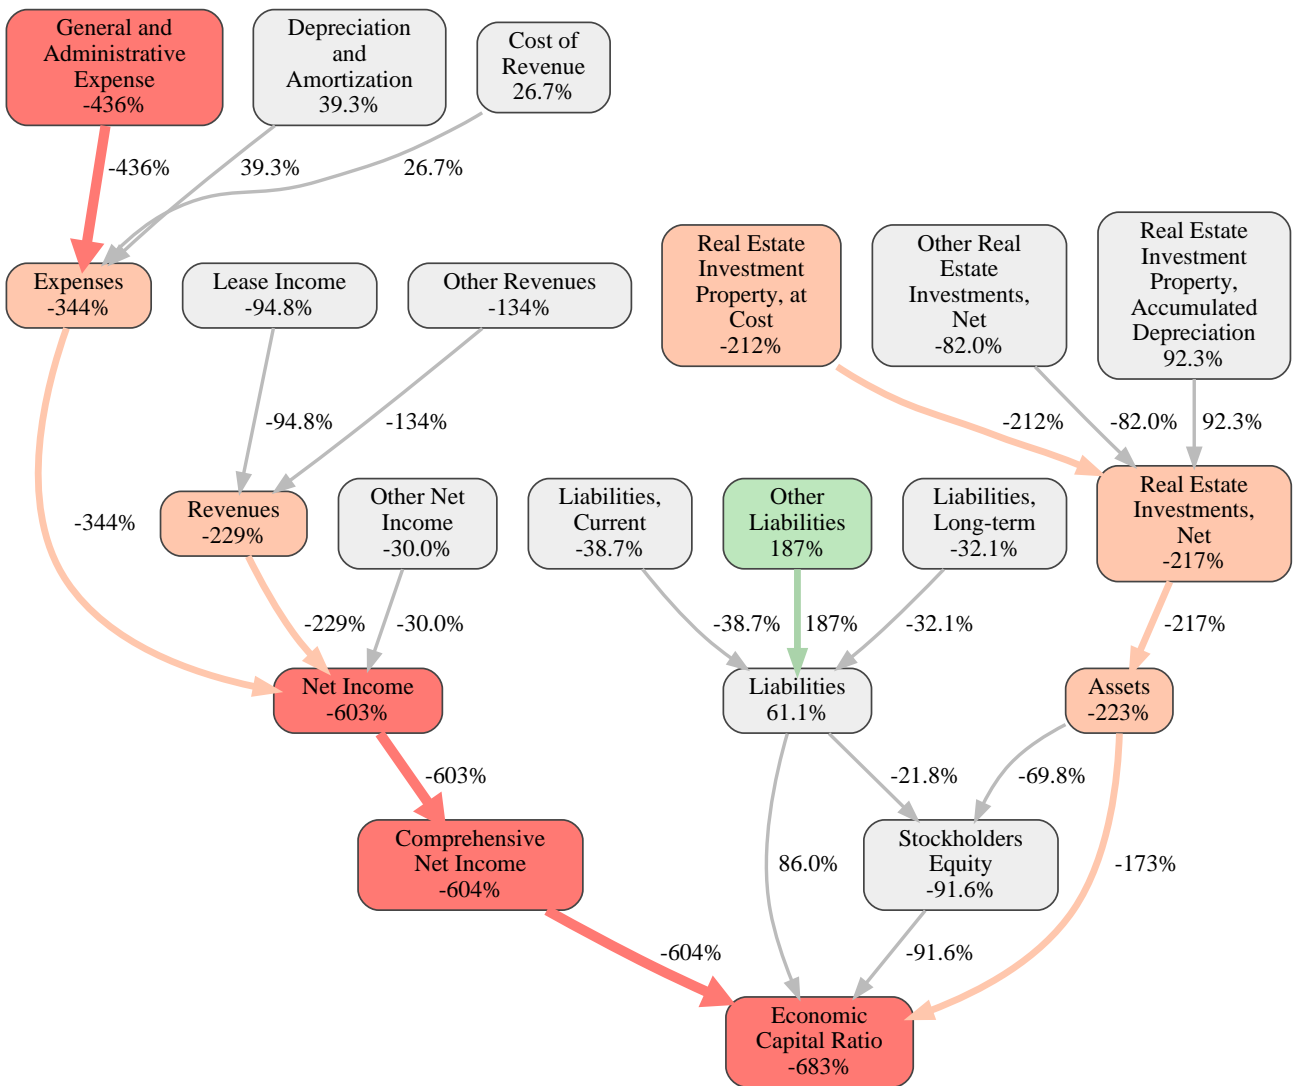 General and
Administrative
Expense
-436%
Depreciation
and
Amortization
39.3%
Cost of
Revenue
26.7%
-436%
39.3%
26.7%
Expenses
-344%
Lease Income
-94.8%
Other Revenues
-134%
Real Estate
Investment
Property, at
Cost
-212%
Other Real
Estate
Investments,
Net
-82.0%
Real Estate
Investment
Property,
Accumulated
Depreciation
92.3%
-94.8%
-134%
-212%
-82.0%
92.3%
-344%
Revenues
-229%
Other Net
Income
-30.0%
Liabilities,
Current
-38.7%
Other
Liabilities
187%
Liabilities,
Long-term
-32.1%
Real Estate
Investments,
Net
-217%
-229%
-30.0%
-38.7%
187%
-32.1%
-217%
Net Income
-603%
Liabilities
61.1%
Assets
-223%
-603%
-21.8%
-69.8%
Comprehensive
Net Income
-604%
86.0%
Stockholders
Equity
-91.6%
-173%
-604%
-91.6%
Economic
Capital Ratio
-683%